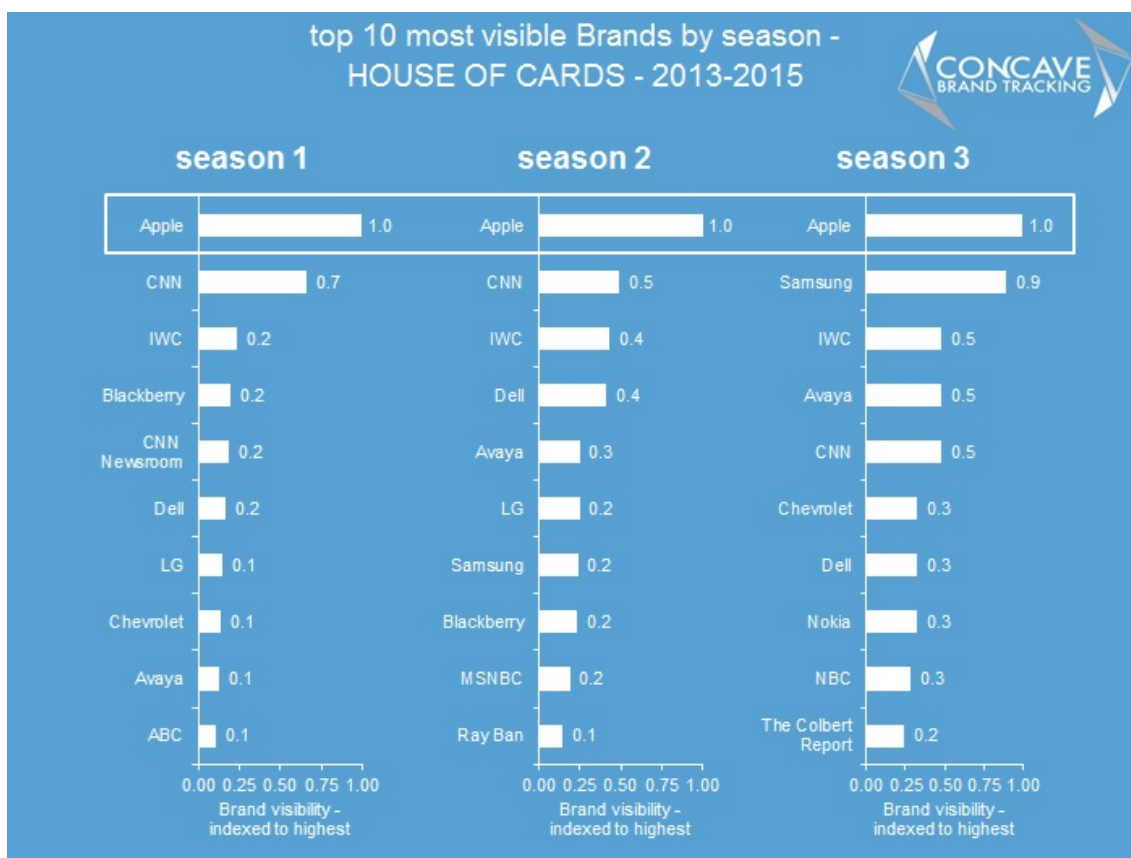 top 10 most visible Brands by season -
HOUSE OF CARDS - 2013-2015
CONCAVE
BRAND TRACKING
season 1
Apple 1.0
CNN 0.7
IWC 0.2
Blackberry 0.2
CNN
Newsroom 0.2
Dell 0.2
LG 0.1
Chevrolet 0.1
Avaya 0.1
ABC 0.1
0.00 0.25 0.50 0.75 1.00
Brand visibility -
indexed to highest
season 2
Apple 1.0
CNN 0.5
IWC 0.4
Dell 0.4
Avaya 0.3
LG 0.2
Samsung 0.2
Blackberry 0.2
MSNBC 0.2
Ray Ban 0.1
0.00 0.25 0.50 0.75 1.00
Brand visibility -
indexed to highest
season 3
Apple 1.0
Samsung 0.9
IWC 0.5
Avaya 0.5
CNN 0.5
Chevrolet 0.3
Dell 0.3
Nokia 0.3
NBC 0.3
The Colbert
Report 0.2
0.00 0.25 0.50 0.75 1.00
Brand visibility -
indexed to highest